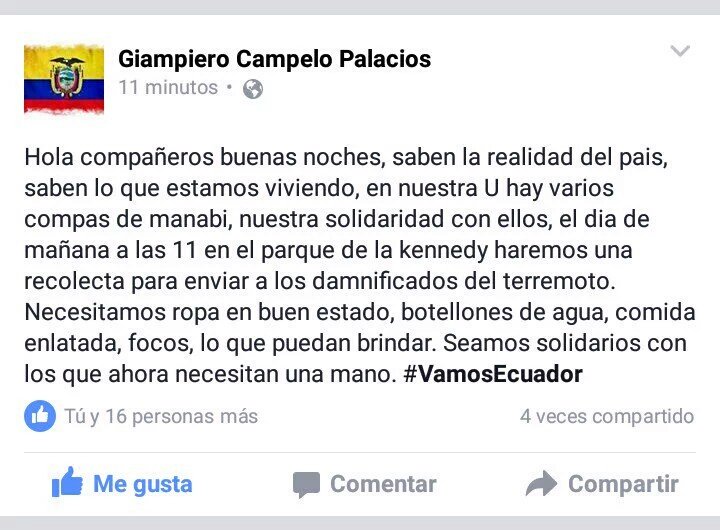 Giampiero Campelo Palacios
11 minutos •
Hola compañeros buenas noches, saben la realidad del pais,
saben lo que estamos viviendo, en nuestra U hay varios
compas de manabi, nuestra solidaridad con ellos, el dia de
mañana a las 11 en el parque de la kennedy haremos una
recolecta para enviar a los damnificados del terremoto.
Necesitamos ropa en buen estado, botellones de agua, comida
enlatada, focos, lo que puedan brindar. Seamos solidarios con
los que ahora necesitan una mano. #VamosEcuador
Tú y 16 personas más 4 veces compartido
Me gusta Comentar Compartir